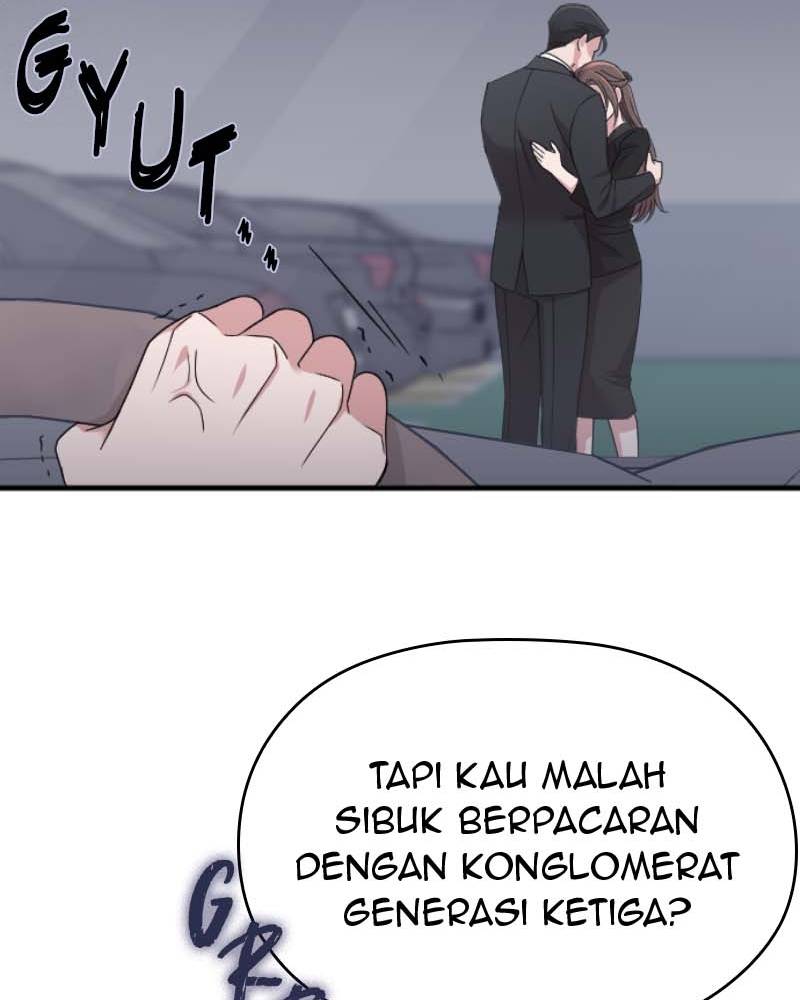 GYUT...
TAPI KAU MALAH
SIBUK BERPACARAN
DENGAN KONGLOMERAT
GENERASI KETIGA?